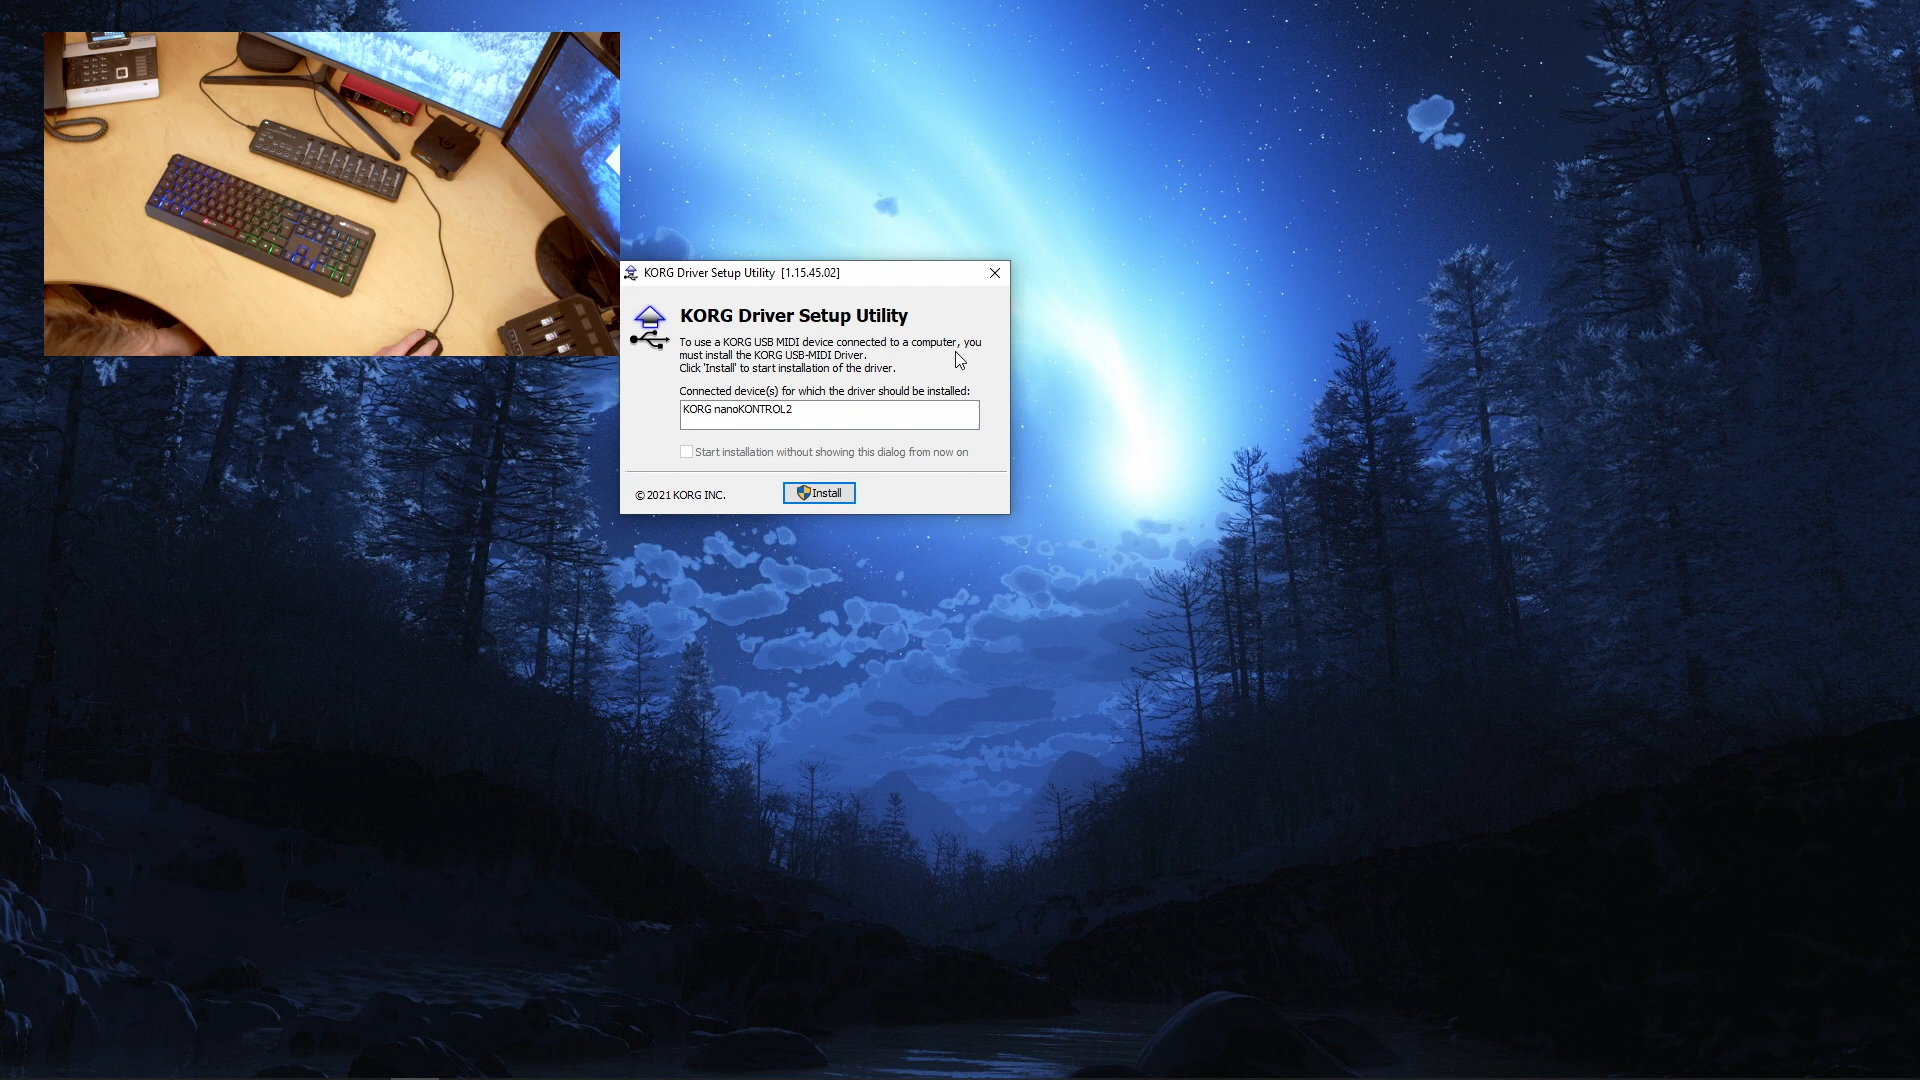 KORG Driver Setup Utility [1.15.45.02]
KORG Driver Setup Utility
To use a KORG USB MIDI device connected to a computer, you
must install the KORG USB-MIDI Driver.
Click 'Install' to start installation of the driver.
Connected device(s) for which the driver should be installed:
KORG nanoKONTROL2
Start installation without showing this dialog from now on
© 2021 KORG INC.
Install